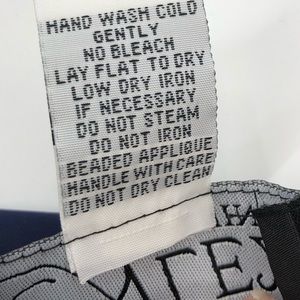 HAND WASH COLD
GENTLY
NO BLEACH
LAY FLAT TO DRY
LOW DRY IRON
IF NECESSARY
DO NOT STEAM
DO NOT IRON
BEADED APPLIQUE
HANDLE WITH CARE
DO NOT DRY CLEAN